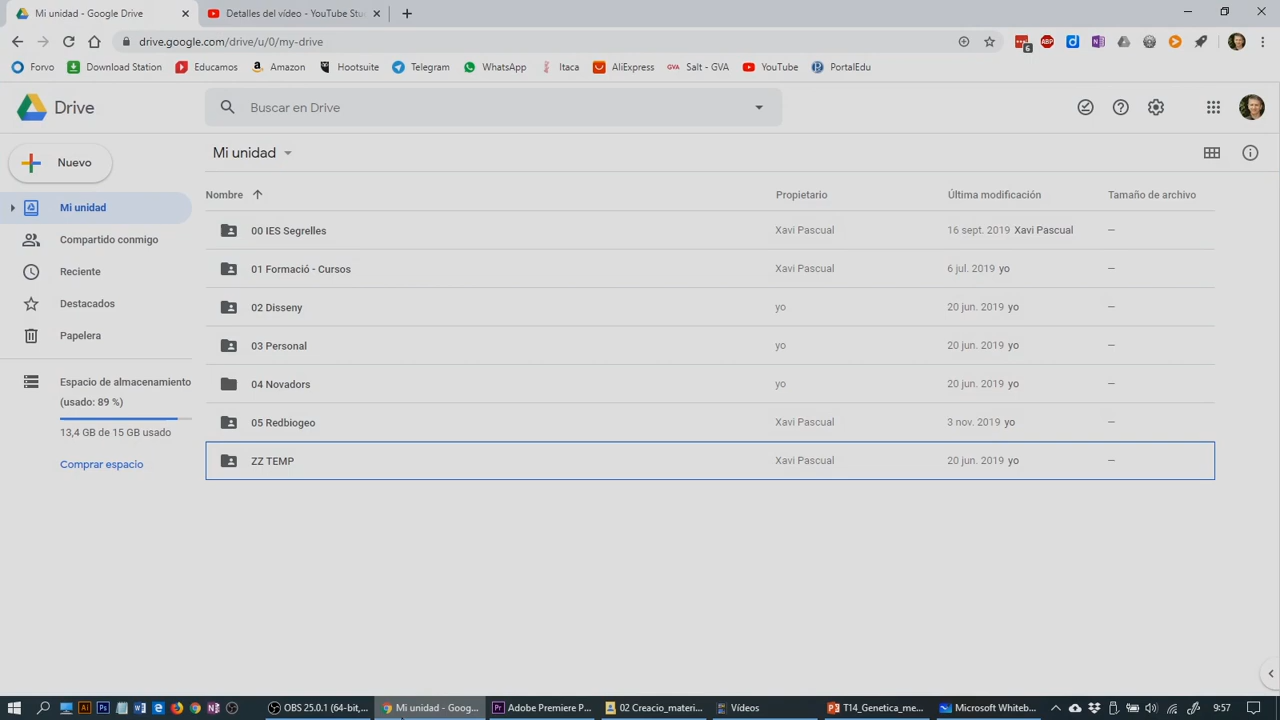 Mi unidad - Google Drive
Detalles del vídeo - YouTube Stu
drive.google.com/drive/u/0/my-drive
6
ABP
Forvo
Download Station
Educamos
Amazon
Hootsuite
Telegram
WhatsApp
Itaca
AliExpress
GVA Salt - GVA
YouTube
PortalEdu
Drive
Buscar en Drive
Nuevo
Mi unidad
Mi unidad
Compartido conmigo
Reciente
Destacados
Papelera
Espacio de almacenamiento
(usado: 89 %)
13,4 GB de 15 GB usado
Comprar espacio
Nombre Propietario Última modificación Tamaño de archivo
00 IES Segrelles Xavi Pascual 16 sept. 2019 Xavi Pascual —
01 Formació - Cursos Xavi Pascual 6 jul. 2019 yo —
02 Disseny yo 20 jun. 2019 yo —
03 Personal yo 20 jun. 2019 yo —
04 Novadors yo 20 jun. 2019 yo —
05 Redbiogeo Xavi Pascual 3 nov. 2019 yo —
ZZ TEMP Xavi Pascual 20 jun. 2019 yo —
OBS 25.0.1 (64-bit,...
Mi unidad - Goog...
Adobe Premiere P...
02 Creacio_materi...
Vídeos
T14_Genetica_me...
Microsoft Whiteb...
9:57